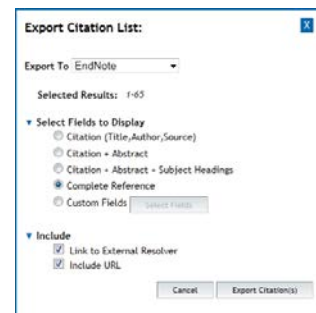 Export Citation List:
X
Export To EndNote
Selected Results: 1-65
Select Fields to Display
Citation (Title,Author,Source)
Citation + Abstract
Citation + Abstract + Subject Headings
Complete Reference
Custom Fields Select Fields
Include
Link to External Resolver
Include URL
Cancel Export Citation(s)